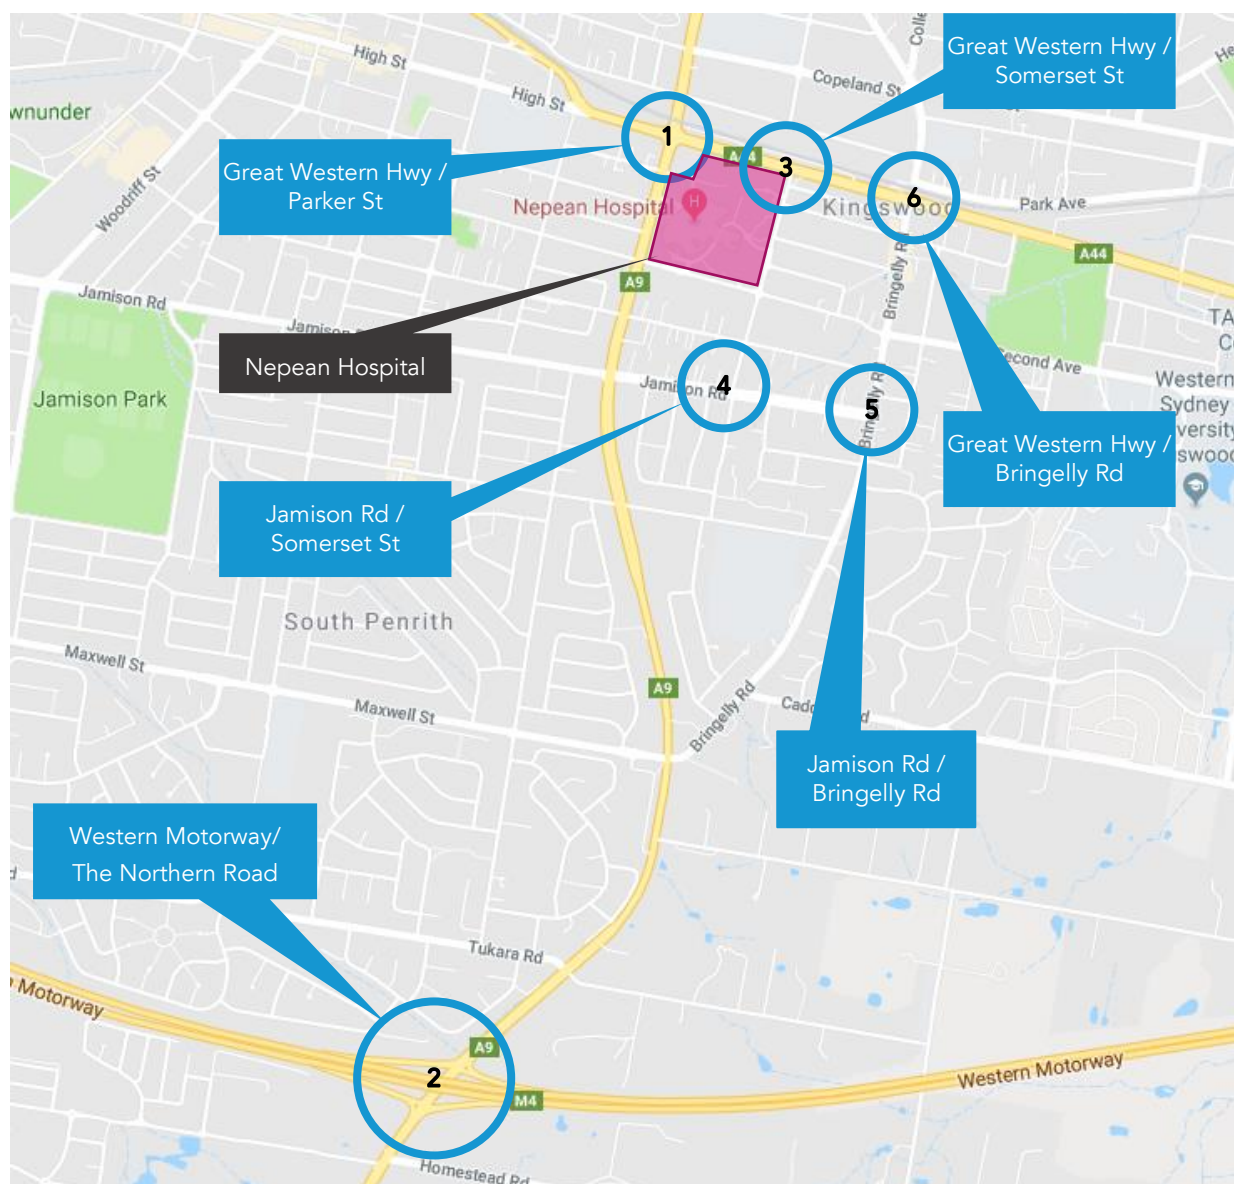 High St
High St
Copeland St
Great Western Hwy /
Somerset St
wnunder
1
Great Western Hwy /
Parker St
Woodriff St
3
Nepean Hospital
H
Kingswood
6
Park Ave
A44
Bringelly Rd
A9
Jamison Rd
Nepean Hospital
Second Ave
Jamison Park
Jamison Rd
4
Bringelly Rd
5
Western
Sydney
versity
swood
Great Western Hwy /
Bringelly Rd
Jamison Rd /
Somerset St
South Penrith
Maxwell St
A9
Maxwell St
Bringelly Rd
Jamison Rd /
Bringelly Rd
Western Motorway/
The Northern Road
Tukara Rd
Motorway
A9
2
M4
Western Motorway
Homestead Rd